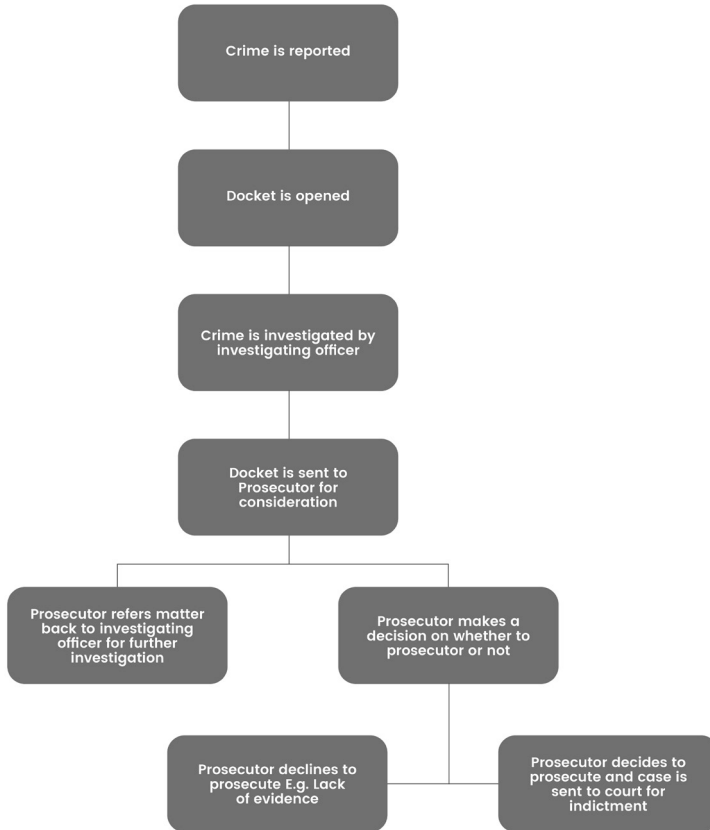 Crime is reported
Docket is opened
Crime is investigated by
investigating officer
Docket is sent to
Prosecutor for
consideration
Prosecutor refers matter
back to investigating
officer for further
investigation
Prosecutor makes a
decision on whether to
prosecutor or not
Prosecutor declines to
prosecute E.g. Lack
of evidence
Prosecutor decides to
prosecute and case is
sent to court for
indictment